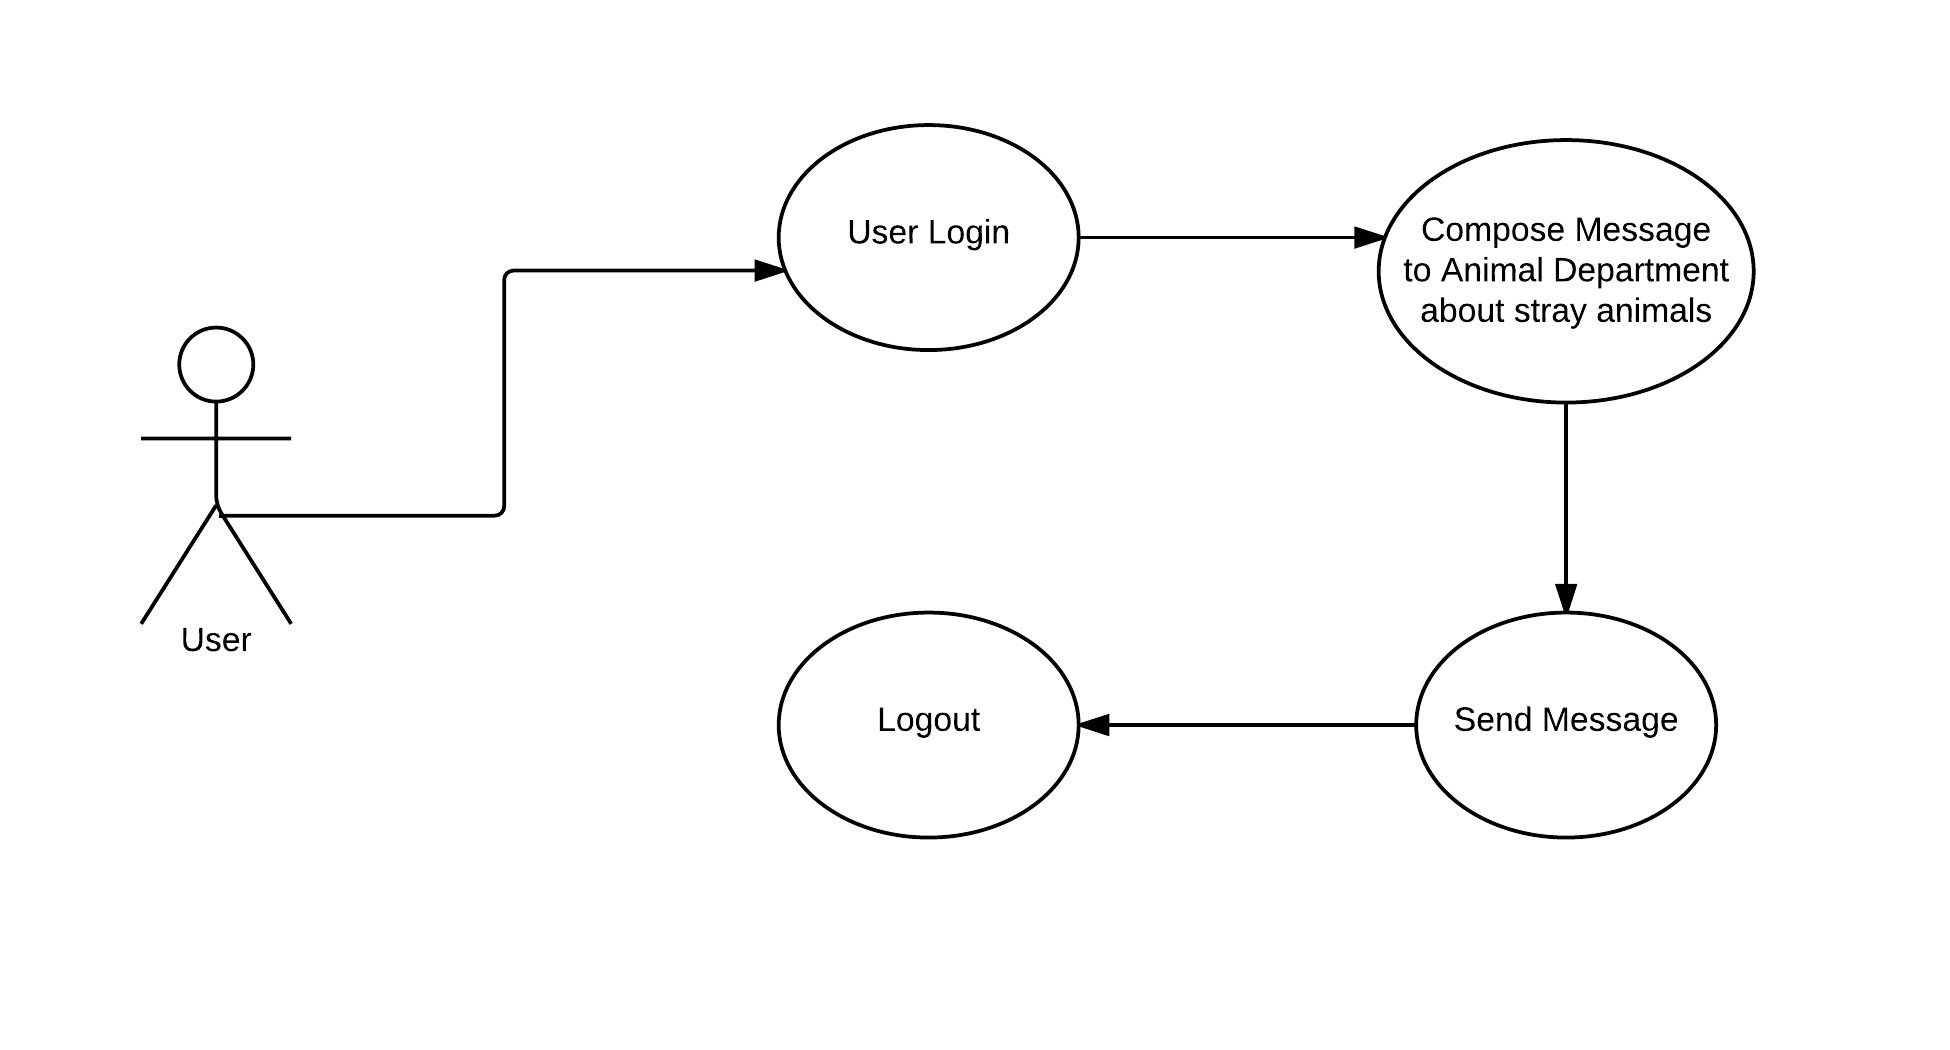 User Login
Compose Message
to Animal Department
about stray animals
User
Logout
Send Message